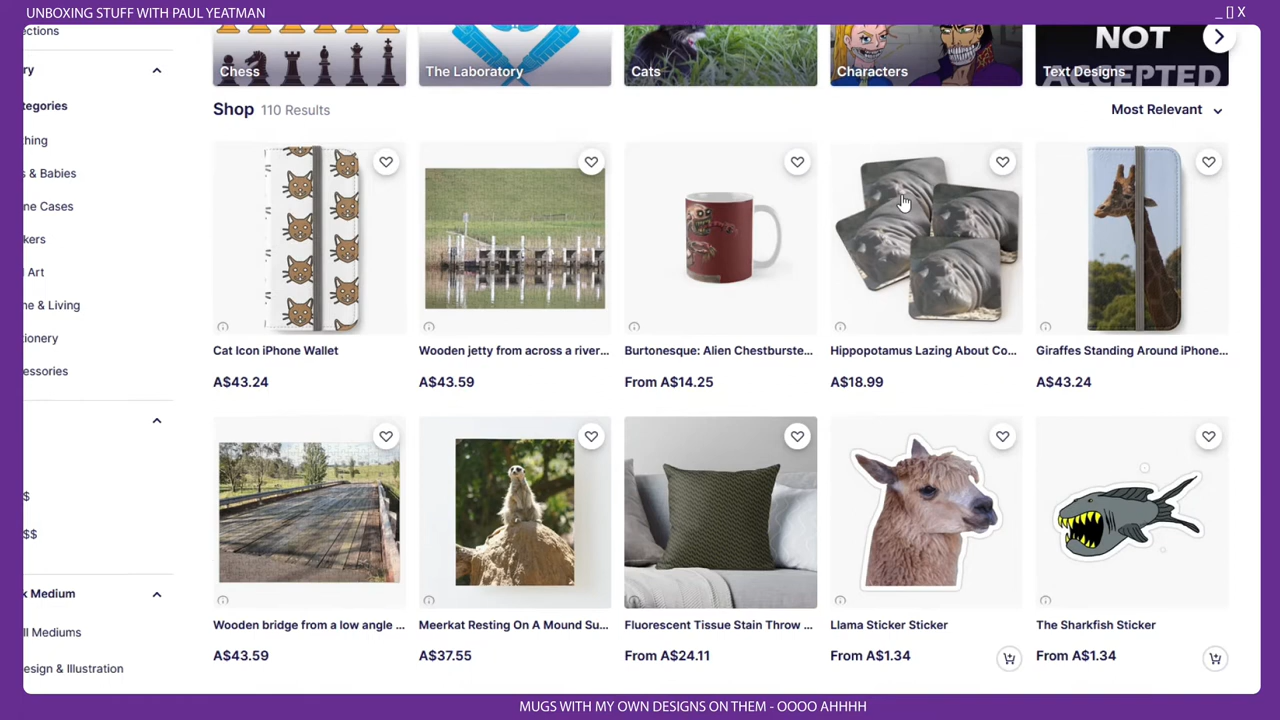 UNBOXING STUFF WITH PAUL YEATMAN
_ [] X
ections
Chess
The Laboratory
Cats
Characters
NOT
ACCEPTED
Text Designs
ry
Shop 110 Results
Most Relevant
tegories
hing
s & Babies
ne Cases
kers
l Art
ne & Living
tionery
essories
Cat Icon iPhone Wallet
Wooden jetty from across a river...
Burtonesque: Alien Chestburste...
Hippopotamus Lazing About Co...
Giraffes Standing Around iPhone...
A$43.24
A$43.59
From A$14.25
A$18.99
A$43.24
$
$$
k Medium
ll Mediums
esign & Illustration
Wooden bridge from a low angle ...
Meerkat Resting On A Mound Su...
Fluorescent Tissue Stain Throw ...
Llama Sticker Sticker
The Sharkfish Sticker
A$43.59
A$37.55
From A$24.11
From A$1.34
From A$1.34
MUGS WITH MY OWN DESIGNS ON THEM - OOOO AHHHH